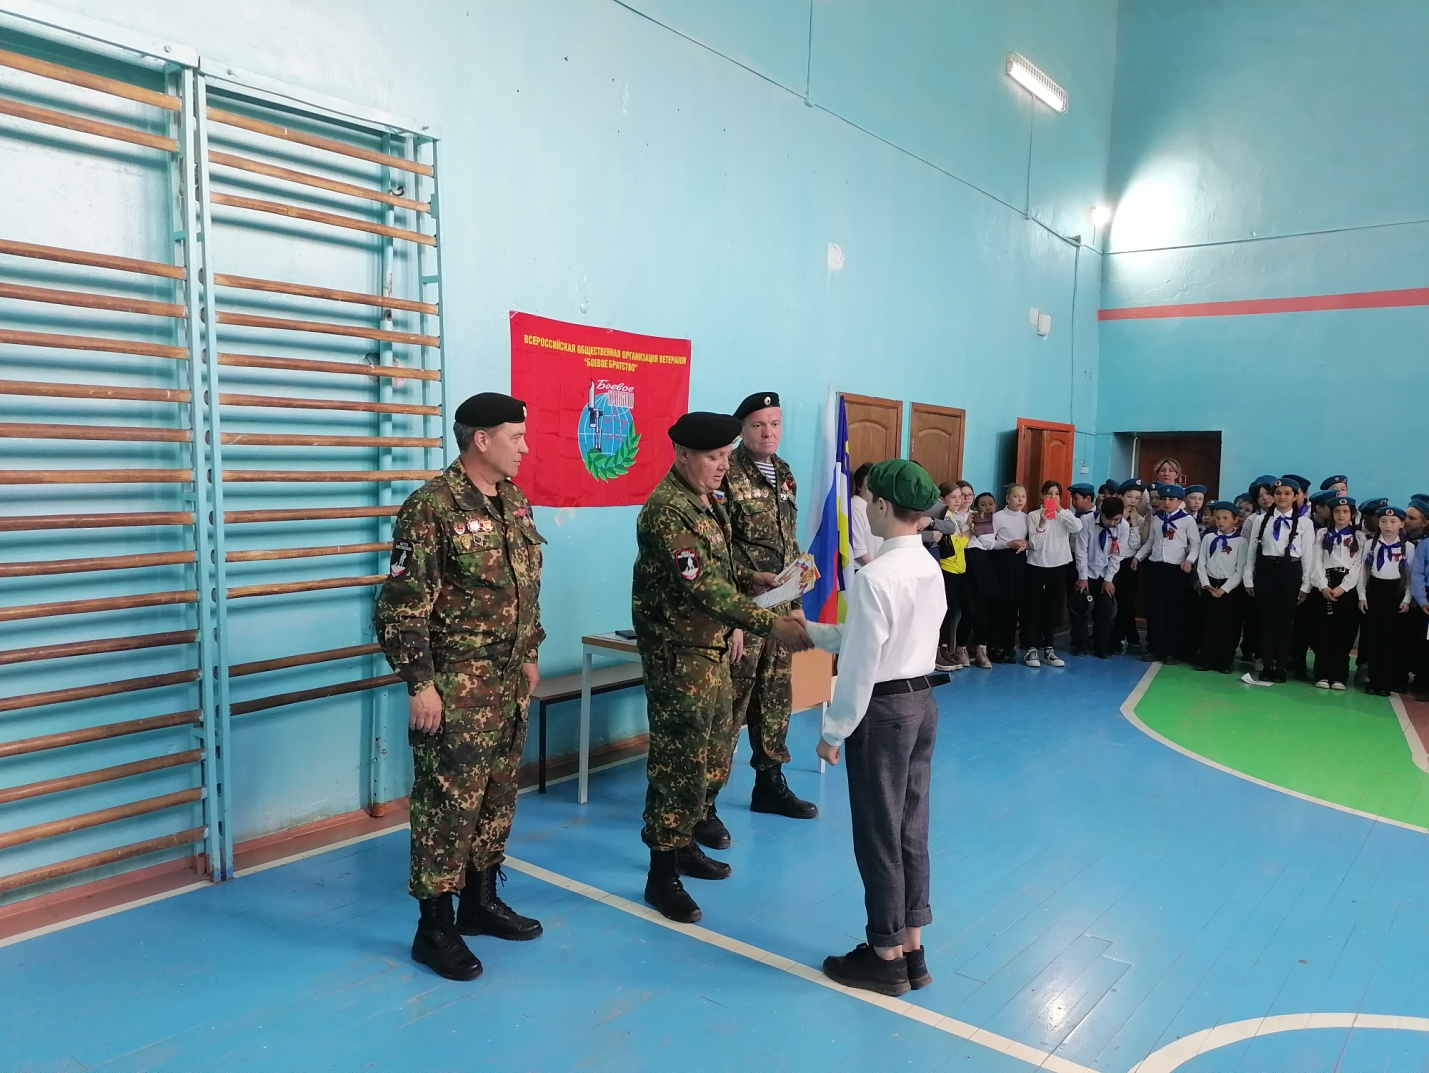 ВСЕРОССИЙСКАЯ ОБЩЕСТВЕННАЯ ОРГАНИЗАЦИЯ ВЕТЕРАНОВ
"БОЕВОЕ БРАТСТВО"
Боевое